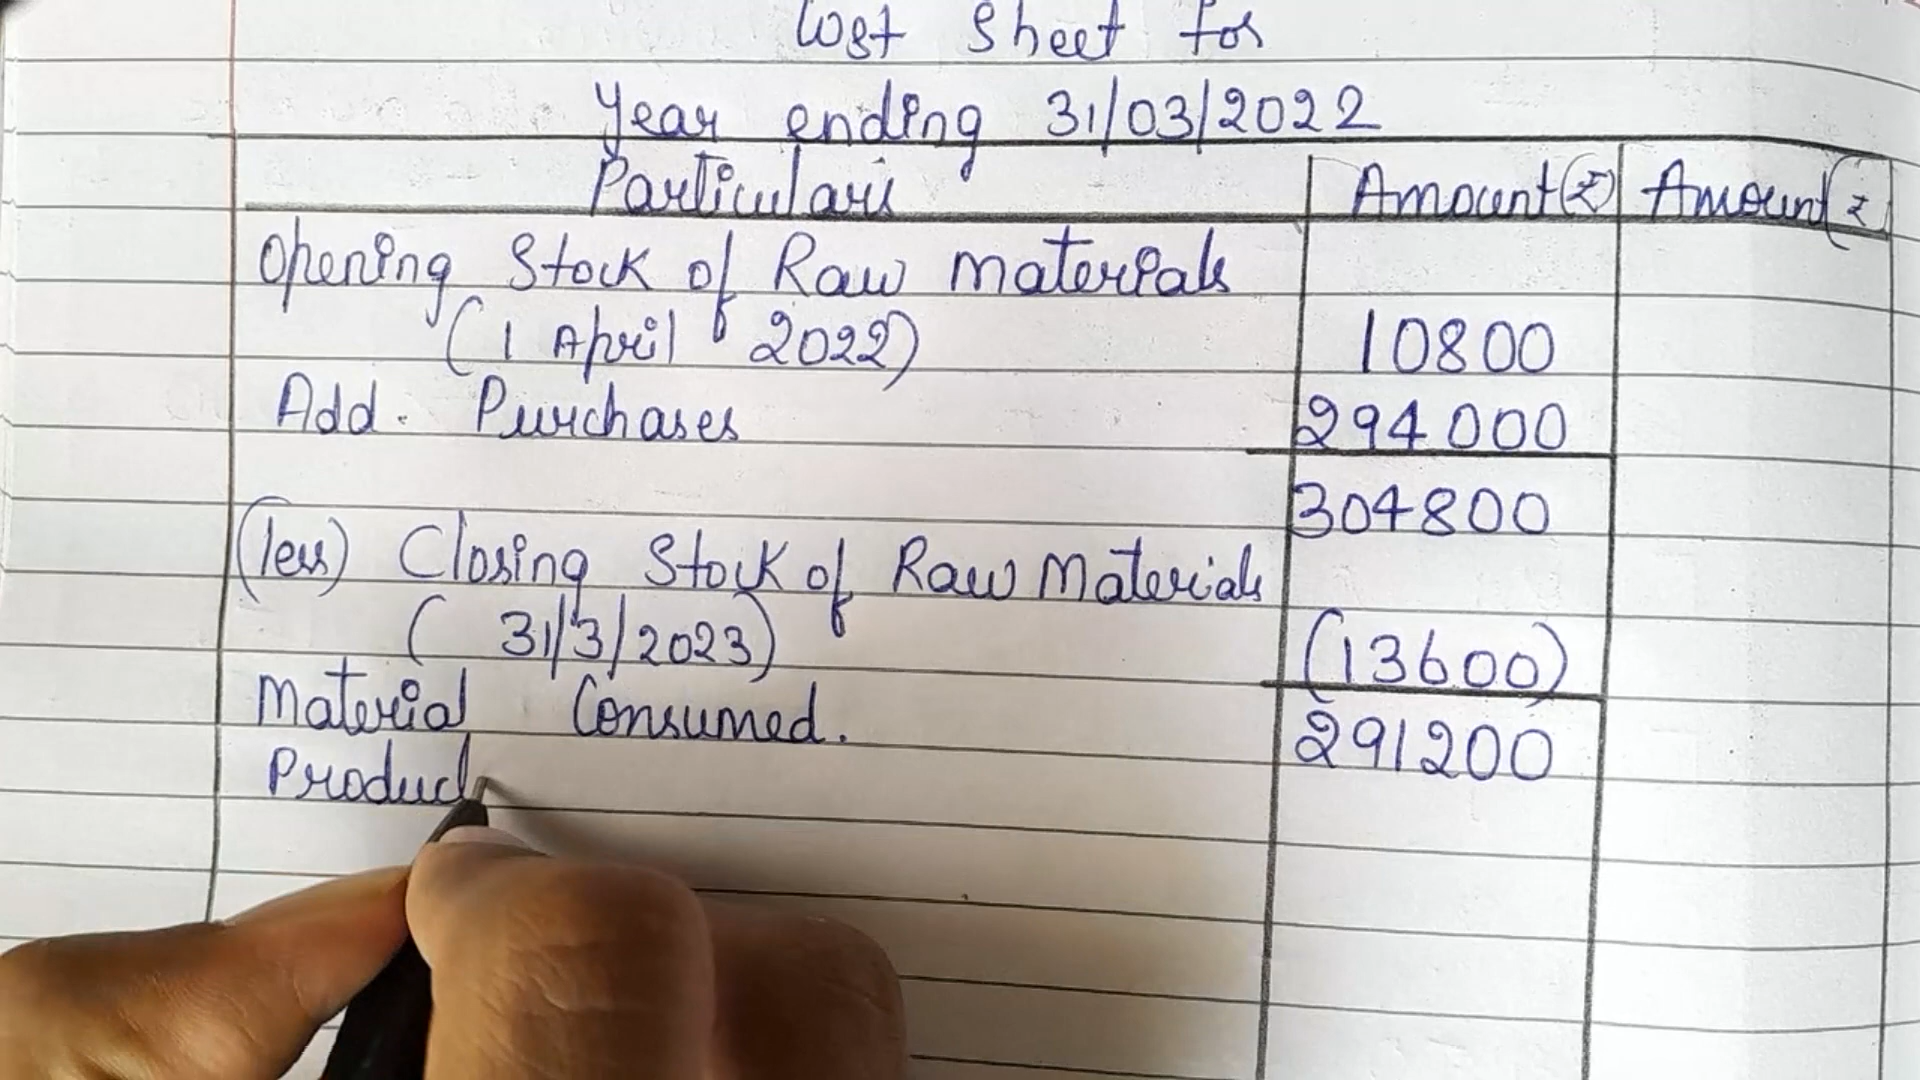 Cost Sheet for
Year ending 31/03/2022
Particulars Amount(₹) Amount(₹
Opening Stock of Raw Materials
(1 April 2022) 10800
Add. Purchases 294000
304800
(less) Closing Stock of Raw Materials
(31/3/2023) (13600)
Material Consumed. 291200
Product